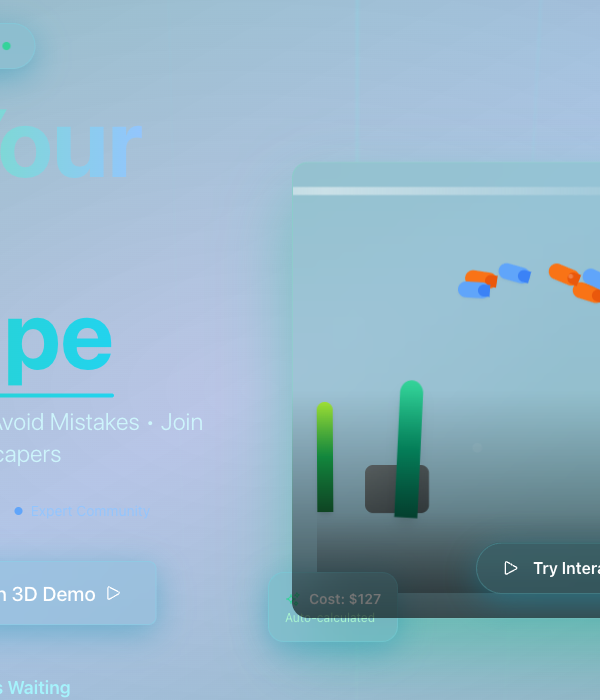 Your
pe
Avoid Mistakes • Join
capers
Expert Community
n 3D Demo
Try Intera
Cost: $127
Auto-calculated
s Waiting